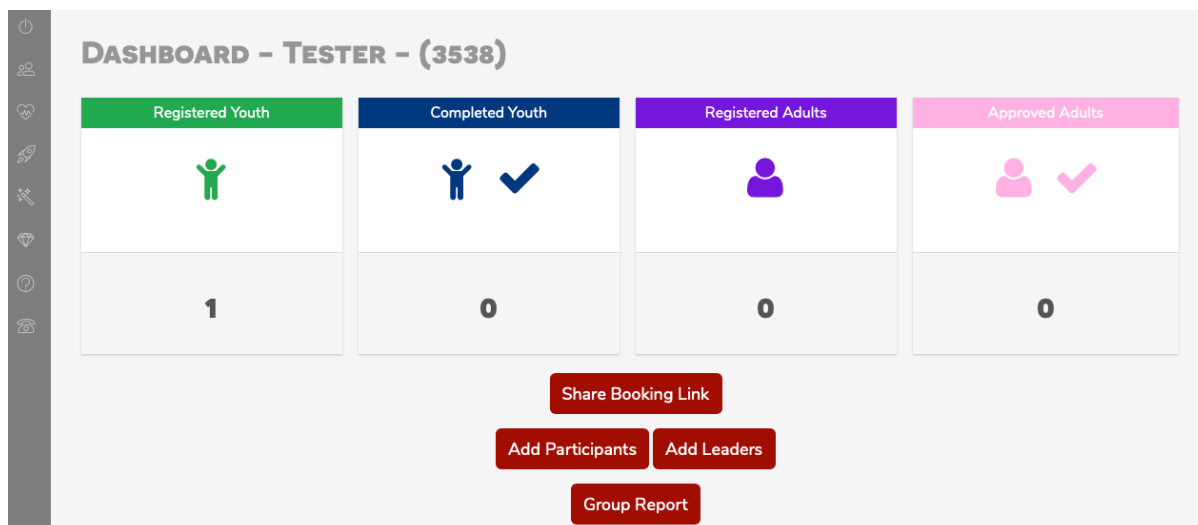 Dashboard - Tester - (3538)
Registered Youth
Completed Youth
Registered Adults
Approved Adults
1
0
0
0
Share Booking Link
Add Participants
Add Leaders
Group Report